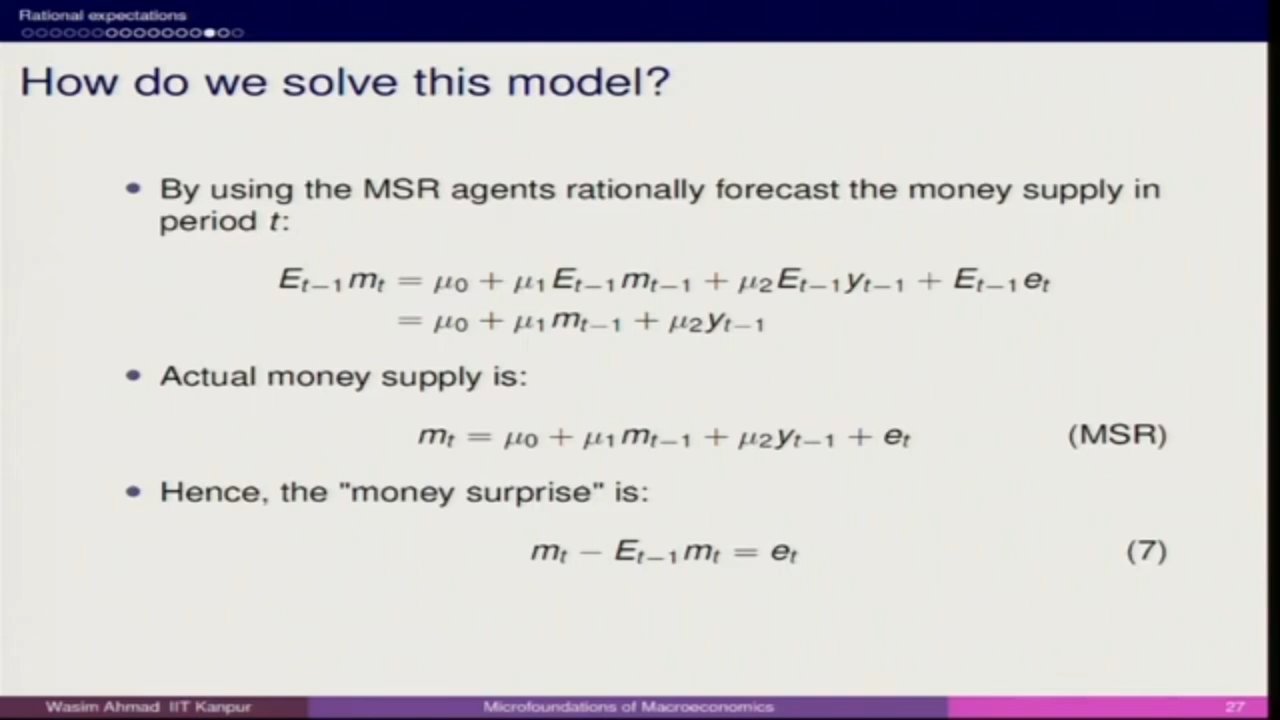 Rational expectations
How do we solve this model?
• By using the MSR agents rationally forecast the money supply in
period t:
E_{t−1}m_t = μ_0 + μ_1E_{t−1}m_{t−1} + μ_2E_{t−1}y_{t−1} + E_{t−1}e_t
= μ_0 + μ_1m_{t−1} + μ_2y_{t−1}
• Actual money supply is:
m_t = μ_0 + μ_1m_{t−1} + μ_2y_{t−1} + e_t (MSR)
• Hence, the "money surprise" is:
m_t − E_{t−1}m_t = e_t (7)
Wasim Ahmad IIT Kanpur Microfoundations of Macroeconomics 27